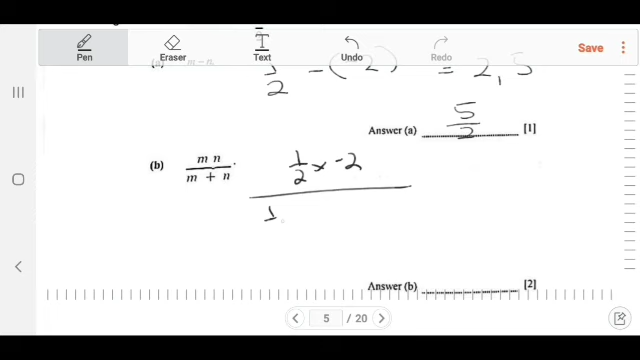 Pen Eraser Text Undo Redo Save
(a) m − n.
1/2 − (2) = 2,5
Answer (a) 5/2 [1]
(b) m n / m + n . 1/2 x -2
1
Answer (b) [2]
5 / 20